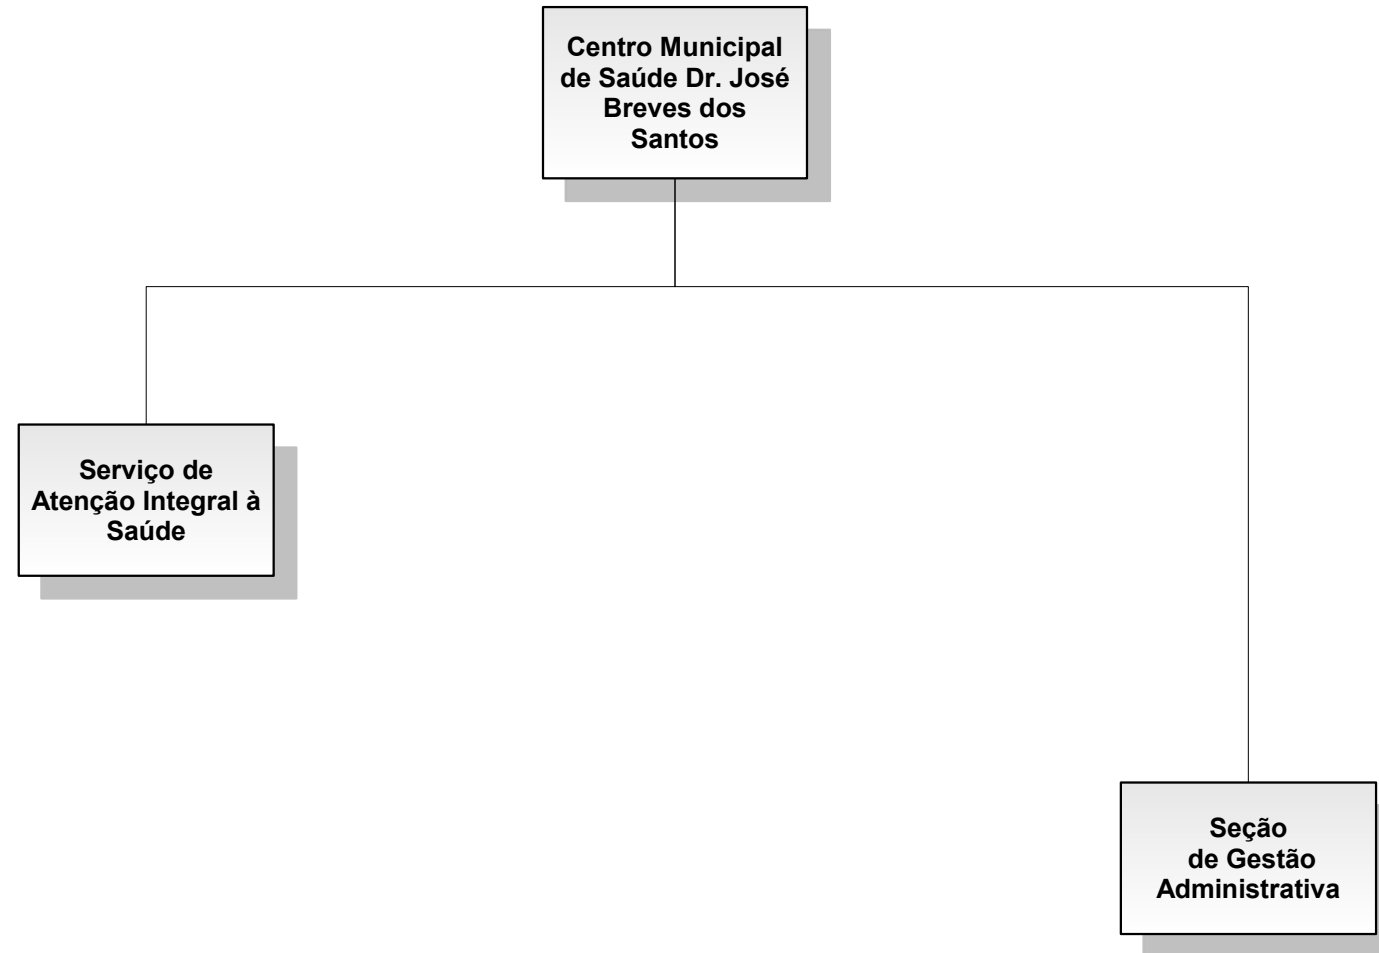 Centro Municipal
de Saúde Dr. José
Breves dos
Santos
Serviço de
Atenção Integral à
Saúde
Seção
de Gestão
Administrativa